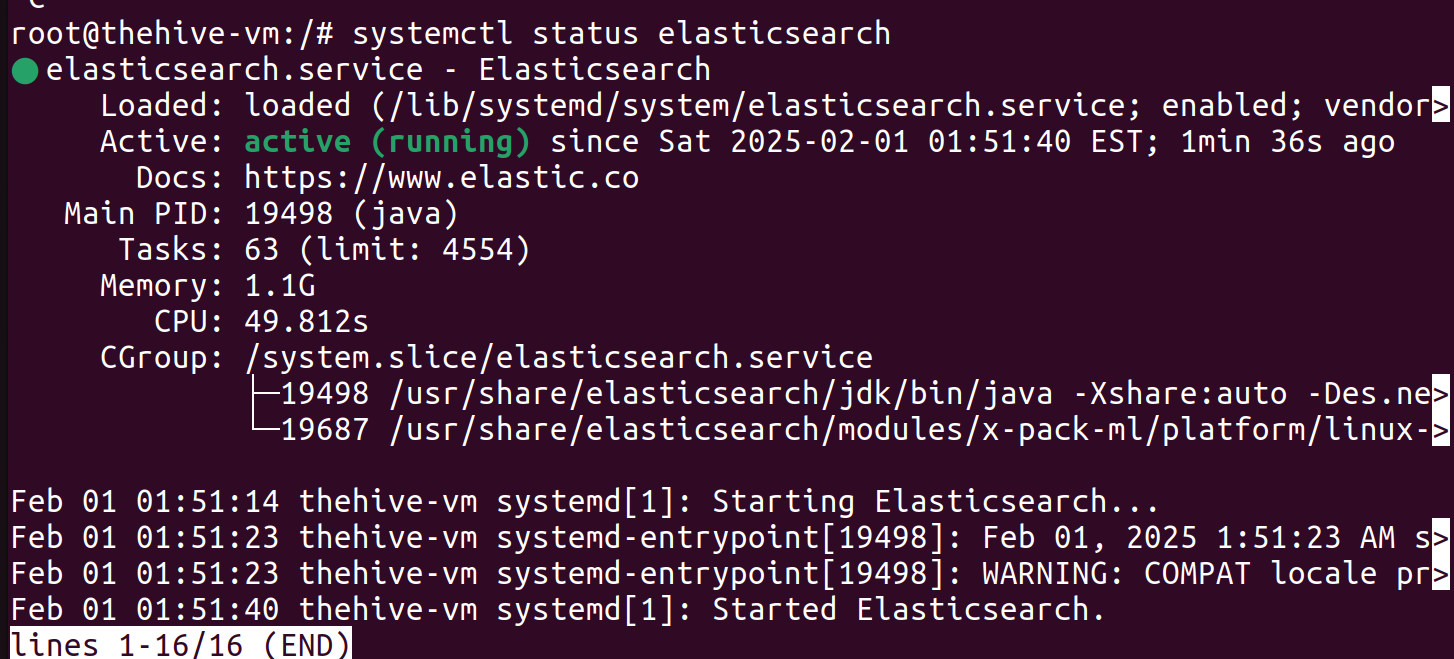 C
root@thehive-vm:/# systemctl status elasticsearch
● elasticsearch.service - Elasticsearch
     Loaded: loaded (/lib/systemd/system/elasticsearch.service; enabled; vendor>
     Active: active (running) since Sat 2025-02-01 01:51:40 EST; 1min 36s ago
       Docs: https://www.elastic.co
   Main PID: 19498 (java)
      Tasks: 63 (limit: 4554)
     Memory: 1.1G
        CPU: 49.812s
     CGroup: /system.slice/elasticsearch.service
             ├─19498 /usr/share/elasticsearch/jdk/bin/java -Xshare:auto -Des.ne>
             └─19687 /usr/share/elasticsearch/modules/x-pack-ml/platform/linux->
Feb 01 01:51:14 thehive-vm systemd[1]: Starting Elasticsearch...
Feb 01 01:51:23 thehive-vm systemd-entrypoint[19498]: Feb 01, 2025 1:51:23 AM s>
Feb 01 01:51:23 thehive-vm systemd-entrypoint[19498]: WARNING: COMPAT locale pr>
Feb 01 01:51:40 thehive-vm systemd[1]: Started Elasticsearch.
lines 1-16/16 (END)